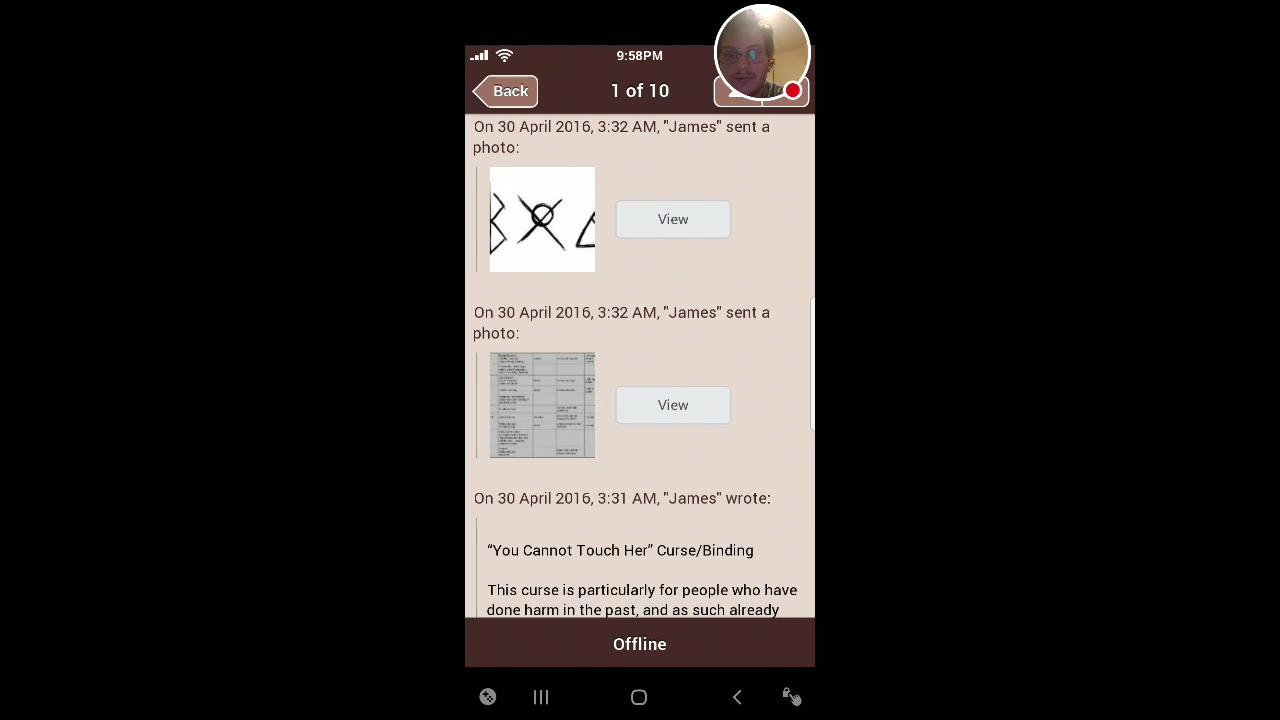 9:58PM
Back
1 of 10
On 30 April 2016, 3:32 AM, "James" sent a
photo:
View
On 30 April 2016, 3:32 AM, "James" sent a
photo:
View
On 30 April 2016, 3:31 AM, "James" wrote:
“You Cannot Touch Her” Curse/Binding
This curse is particularly for people who have
done harm in the past, and as such already
Offline